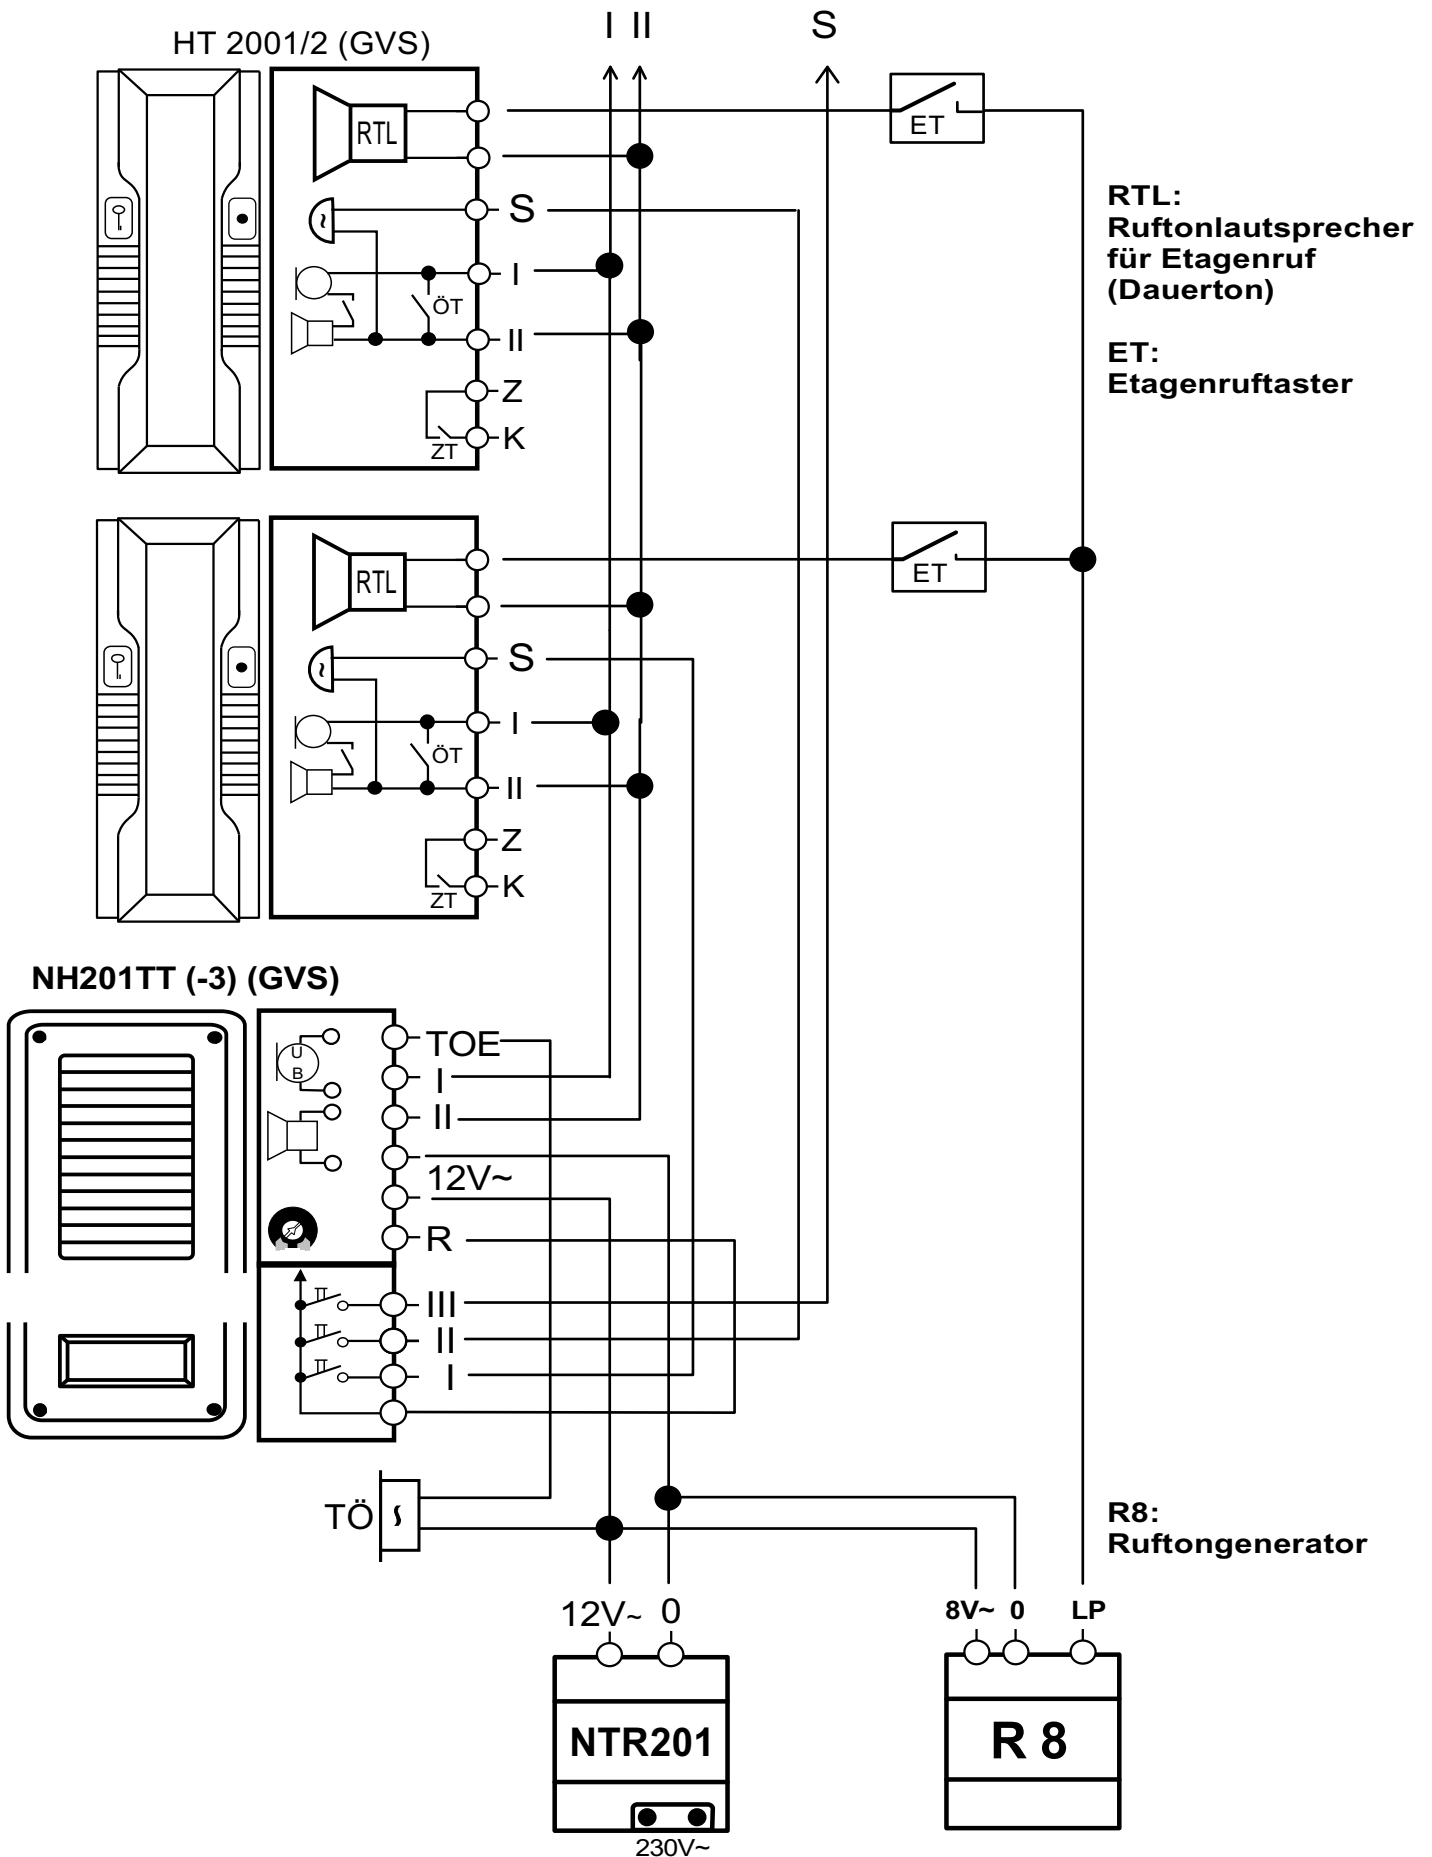 I II S
HT 2001/2 (GVS)
RTL
ET
S
I
ÖT
II
Z
ZT
K
RTL:
Ruftonlautsprecher
für Etagenruf
(Dauerton)
ET:
Etagenruftaster
RTL
ET
S
I
ÖT
II
Z
ZT
K
NH201TT (-3) (GVS)
U
B
TOE
I
II
12V~
R
III
II
I
TÖ
R8:
Ruftongenerator
12V~ 0
8V~ 0 LP
NTR201
R 8
230V~